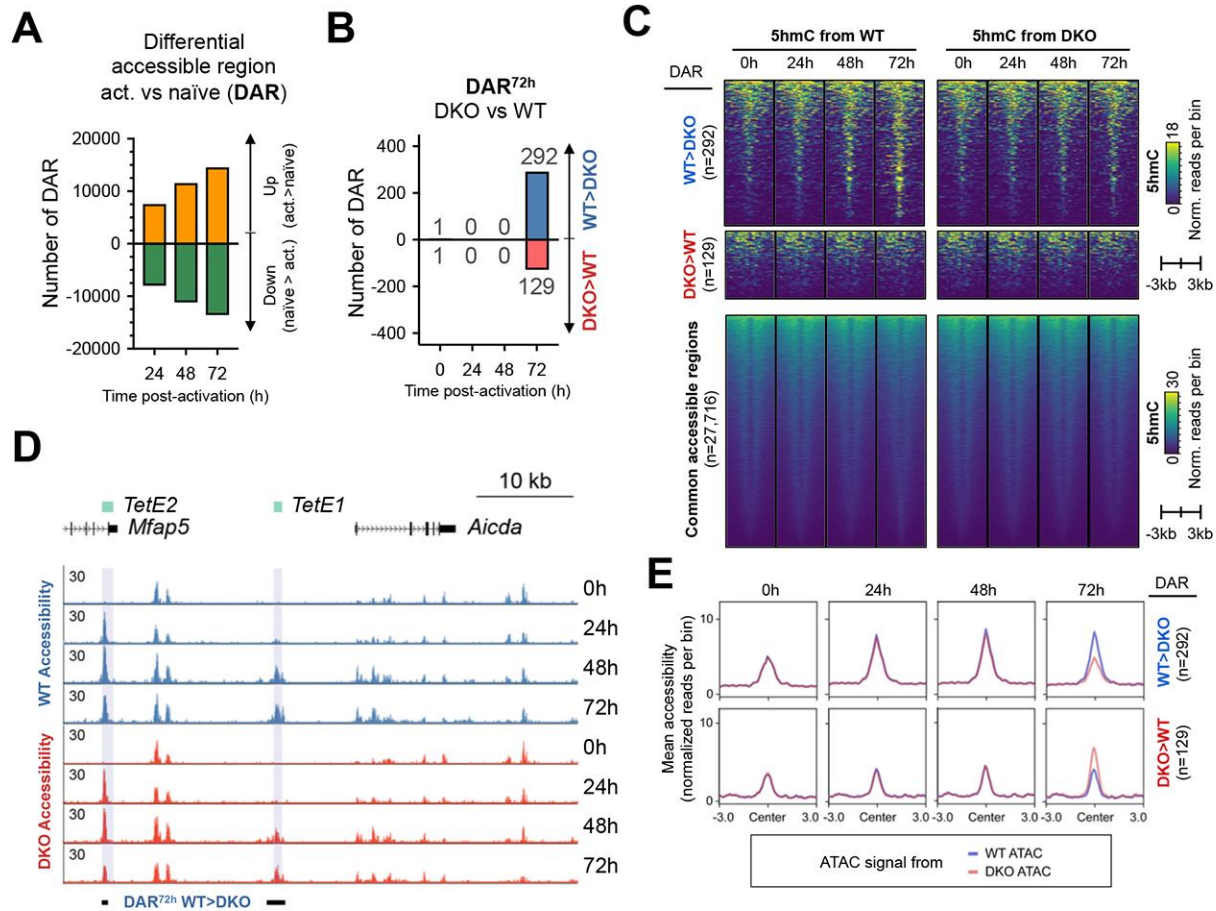 A
Differential
accessible region
act. vs naïve (DAR)
Number of DAR
20000
10000
0
-10000
-20000
24 48 72
Time post-activation (h)
Up
(act.>naïve)
Down
(naïve > act.)
B
DAR72h
DKO vs WT
Number of DAR
400
200
0
-200
-400
1 0 0 292
1 0 0 129
0 24 48 72
Time post-activation (h)
WT>DKO
DKO>WT
C
5hmC from WT
5hmC from DKO
DAR
0h 24h 48h 72h
0h 24h 48h 72h
WT>DKO
(n=292)
DKO>WT
(n=129)
Common accessible regions
(n=27,716)
5hmC
0 18
Norm. reads per bin
-3kb 3kb
5hmC
0 30
Norm. reads per bin
-3kb 3kb
D
10 kb
TetE2
TetE1
Mfap5
Aicda
WT Accessibility
30 0h
30 24h
30 48h
30 72h
DKO Accessibility
30 0h
30 24h
30 48h
30 72h
DAR72h WT>DKO
E
0h 24h 48h 72h
DAR
Mean accessibility
(normalized reads per bin)
10
0
10
0
WT>DKO
(n=292)
DKO>WT
(n=129)
-3.0 Center 3.0
-3.0 Center 3.0
-3.0 Center 3.0
-3.0 Center 3.0
ATAC signal from
WT ATAC
DKO ATAC